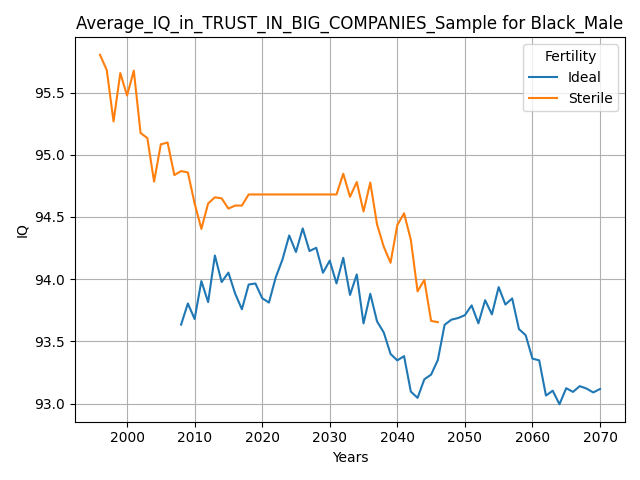 Average_IQ_in_TRUST_IN_BIG_COMPANIES_Sample for Black_Male
Fertility
Ideal
Sterile
95.5
95.0
94.5
94.0
93.5
93.0
IQ
2000 2010 2020 2030 2040 2050 2060 2070
Years